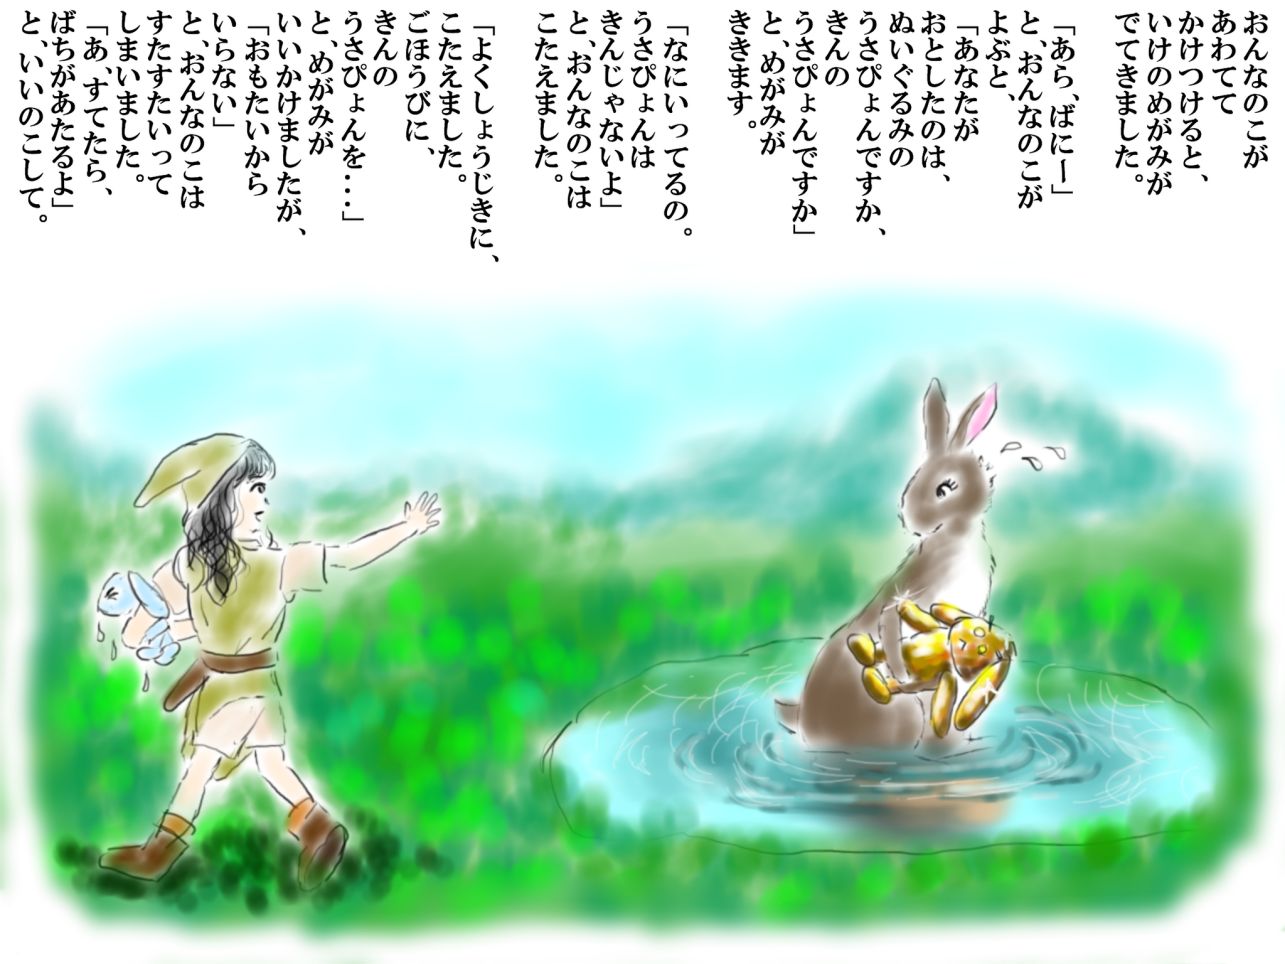 おんなのこが
あわてて
かけつけると、
いけのめがみが
でてきました。
「あら、ばにー」
と、おんなのこが
よぶと、
「あなたが
おとしたのは、
ぬいぐるみの
うさぴょんですか、
きんの
うさぴょんですか」
と、めがみが
ききます。
「なにいってるの。
うさぴょんは
きんじゃないよ」
と、おんなのこは
こたえました。
「よくしょうじきに、
こたえました。
ごほうびに、
きんの
うさぴょんを・・・」
と、めがみが
いいかけましたが、
「おもたいから
いらない」
と、おんなのこは
すたすたいって
しまいました。
「あ、すてたら、
ばちがあたるよ」
と、いいのこして。